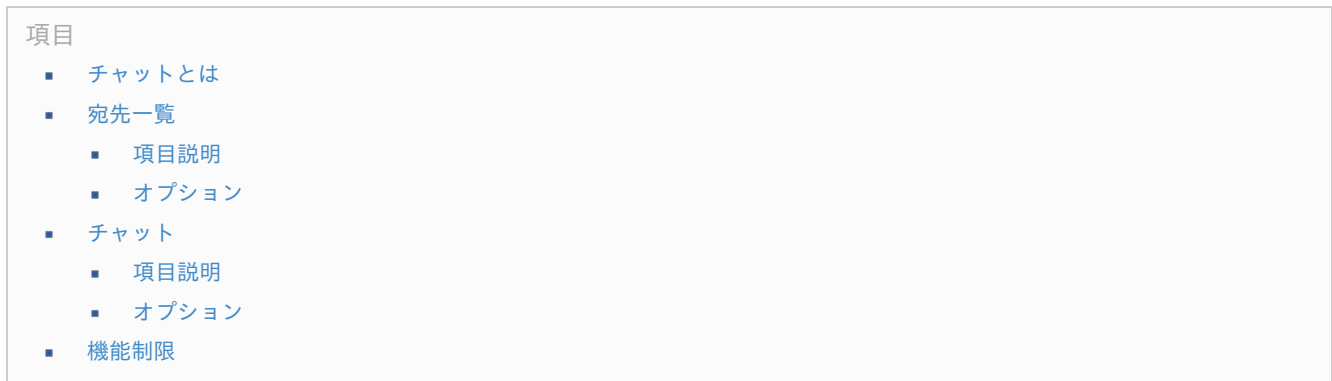 項目
チャットとは
宛先一覧
項目説明
オプション
チャット
項目説明
オプション
機能制限